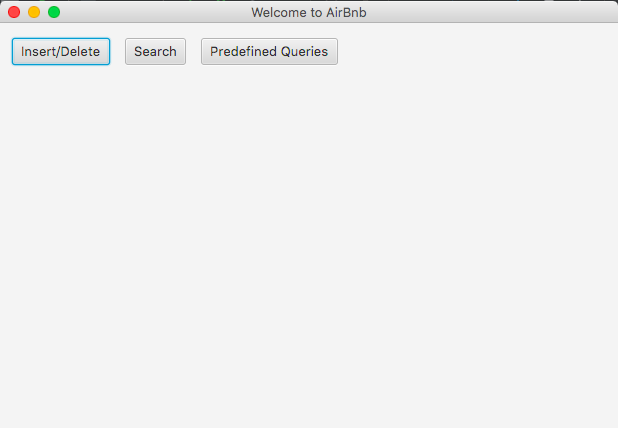 Welcome to AirBnb
Insert/Delete Search Predefined Queries